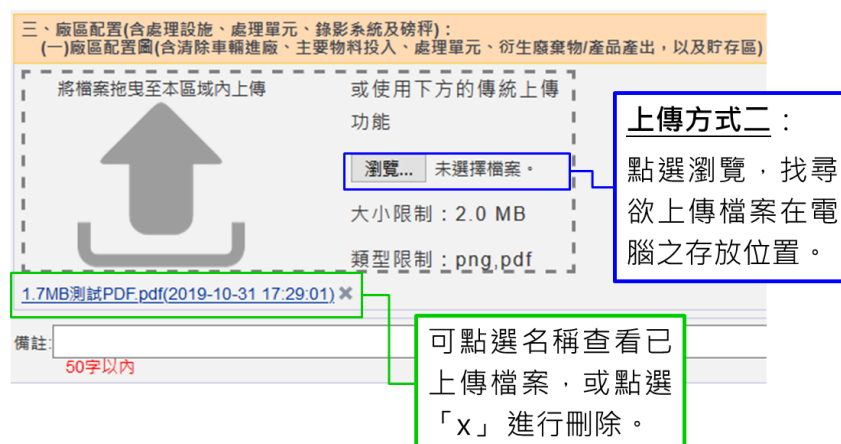 三、廠區配置(含處理設施、處理單元、錄影系統及磅秤)：
(一)廠區配置圖(含清除車輛進廠、主要物料投入、處理單元、衍生廢棄物/產品產出，以及貯存區)
將檔案拖曳至本區域內上傳
或使用下方的傳統上傳
功能
瀏覽... 未選擇檔案。
大小限制：2.0 MB
類型限制：png,pdf
上傳方式二：
點選瀏覽，找尋
欲上傳檔案在電
腦之存放位置。
1.7MB測試PDF.pdf(2019-10-31 17:29:01) ×
備註:
50字以內
可點選名稱查看已
上傳檔案，或點選
「x」進行刪除。